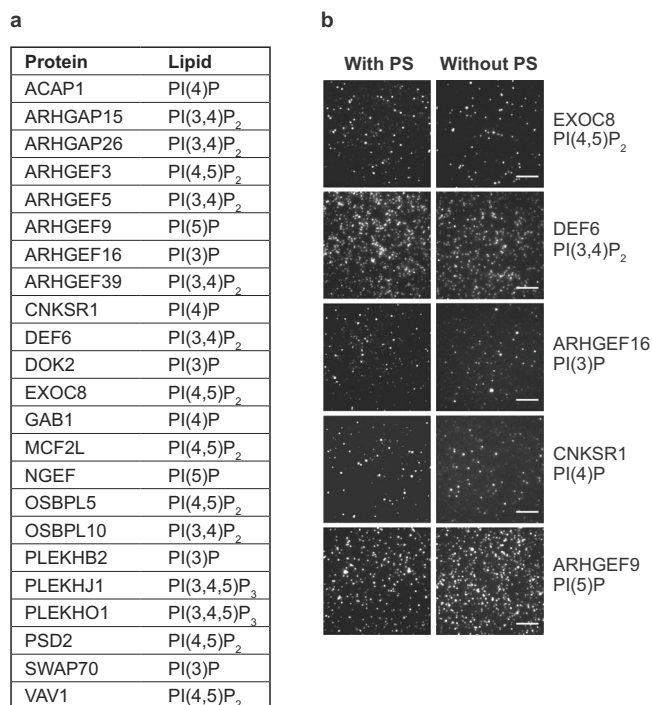 a
Protein Lipid
ACAP1 PI(4)P
ARHGAP15 PI(3,4)P2
ARHGAP26 PI(3,4)P2
ARHGEF3 PI(4,5)P2
ARHGEF5 PI(3,4)P2
ARHGEF9 PI(5)P
ARHGEF16 PI(3)P
ARHGEF39 PI(3,4)P2
CNKSR1 PI(4)P
DEF6 PI(3,4)P2
DOK2 PI(3)P
EXOC8 PI(4,5)P2
GAB1 PI(4)P
MCF2L PI(4,5)P2
NGEF PI(5)P
OSBPL5 PI(4,5)P2
OSBPL10 PI(3,4)P2
PLEKHB2 PI(3)P
PLEKHJ1 PI(3,4,5)P3
PLEKHO1 PI(3,4,5)P3
PSD2 PI(4,5)P2
SWAP70 PI(3)P
VAV1 PI(4,5)P2
b
With PS Without PS
EXOC8
PI(4,5)P2
DEF6
PI(3,4)P2
ARHGEF16
PI(3)P
CNKSR1
PI(4)P
ARHGEF9
PI(5)P